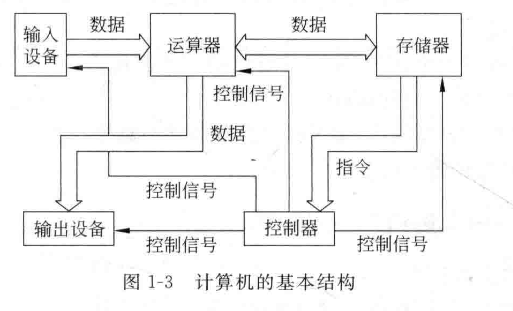 数据
数据
输入
设备
运算器
存储器
控制信号
数据
指令
控制信号
输出设备
控制器
控制信号
控制信号
图 1-3 计算机的基本结构